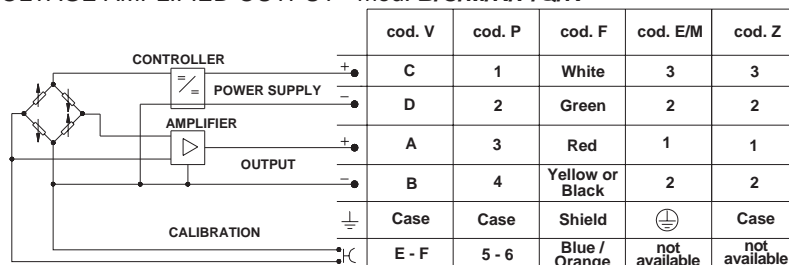 cod. V cod. P cod. F cod. E/M cod. Z
CONTROLLER
+ C 1 White 3 3
POWER SUPPLY
– D 2 Green 2 2
AMPLIFIER
+ A 3 Red 1 1
OUTPUT
– B 4 Yellow or Black 2 2
Case Case Shield Case
CALIBRATION
E - F 5 - 6 Blue / Orange not available not available